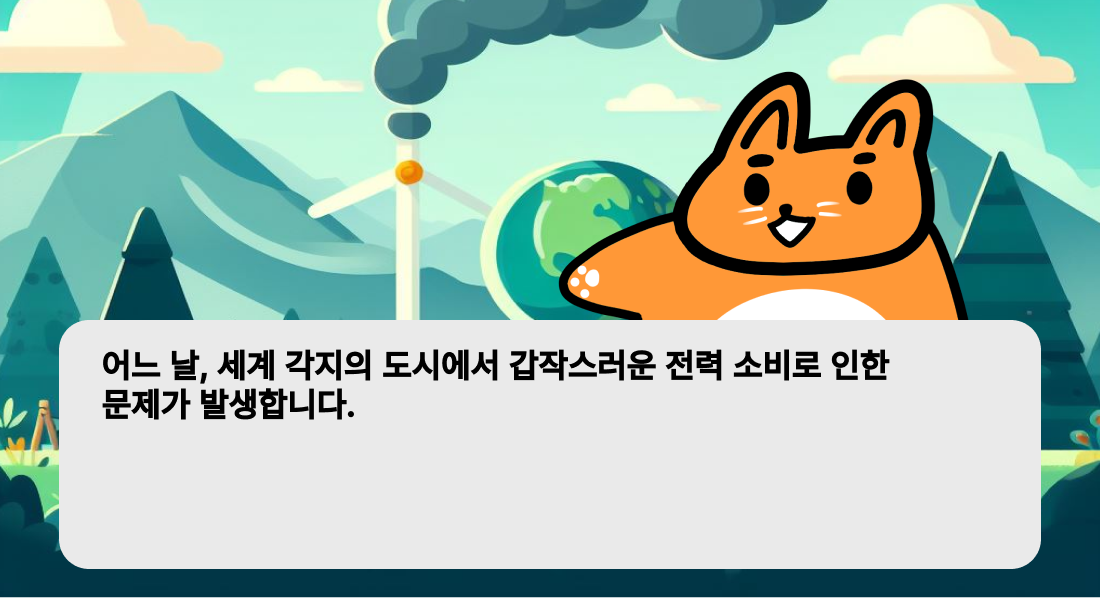 어느 날, 세계 각지의 도시에서 갑작스러운 전력 소비로 인한
문제가 발생합니다.